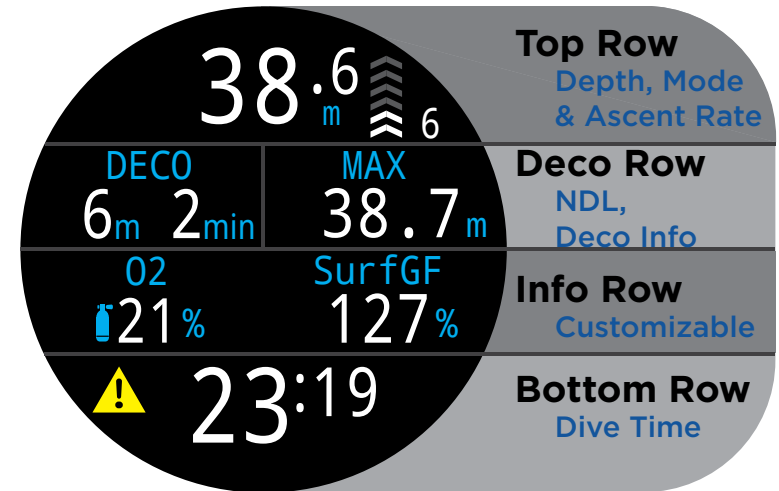 38.6
m
6
Top Row
Depth, Mode
& Ascent Rate
DECO
MAX
6m 2min
38.7m
Deco Row
NDL,
Deco Info
O2
SurfGF
21%
127%
Info Row
Customizable
23:19
Bottom Row
Dive Time